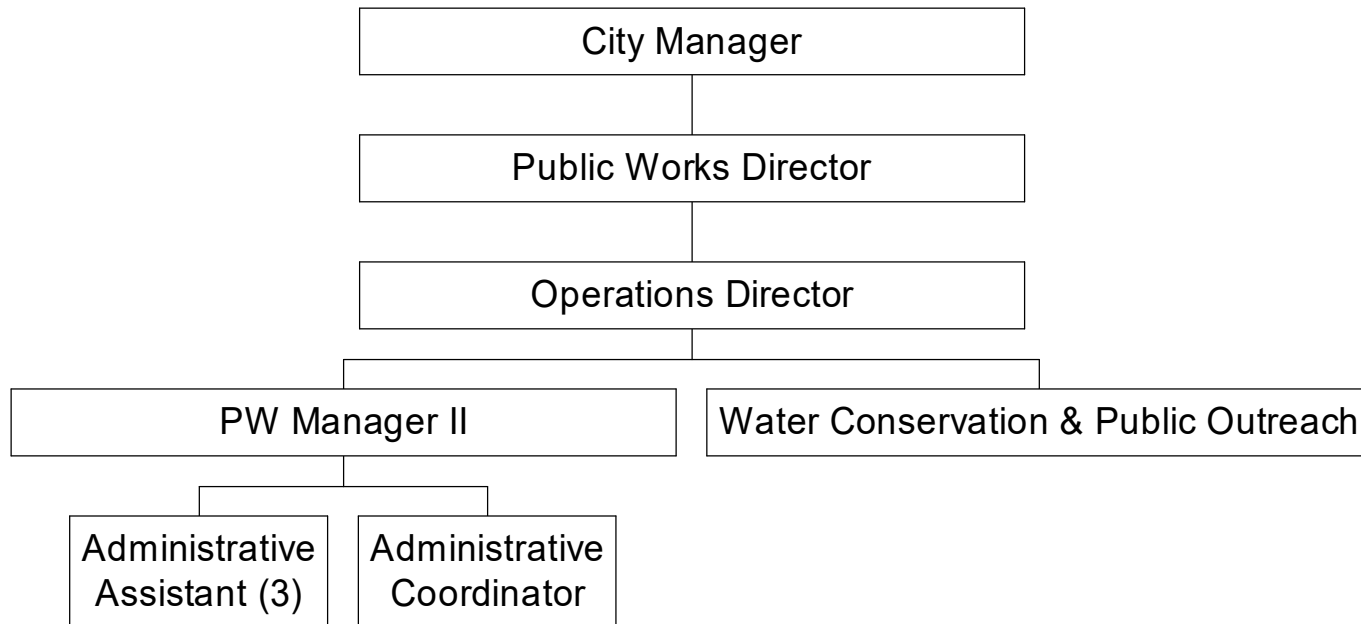 City Manager
Public Works Director
Operations Director
PW Manager II
Water Conservation & Public Outreach
Administrative
Assistant (3)
Administrative
Coordinator